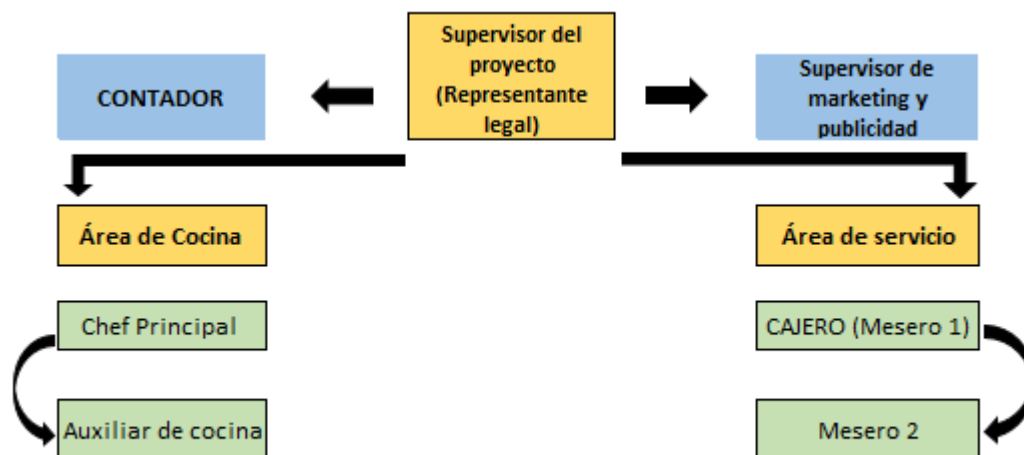 Supervisor del
proyecto
(Representante
legal)
CONTADOR
Supervisor de
marketing y
publicidad
Área de Cocina
Área de servicio
Chef Principal
CAJERO (Mesero 1)
Auxiliar de cocina
Mesero 2